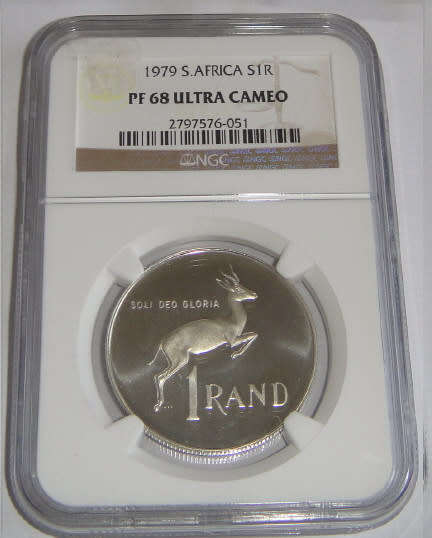 1979 S.AFRICA S1R
PF 68 ULTRA CAMEO
2797576-051
NGC
SOLI DEO GLORIA
1 RAND